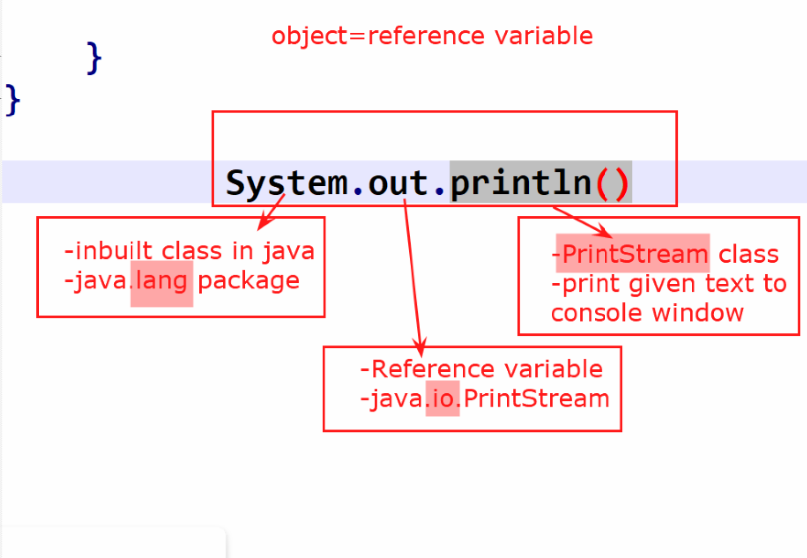 object=reference variable
}
}
System.out.println()
-inbuilt class in java
-java.lang package
-PrintStream class
-print given text to
console window
-Reference variable
-java.io.PrintStream